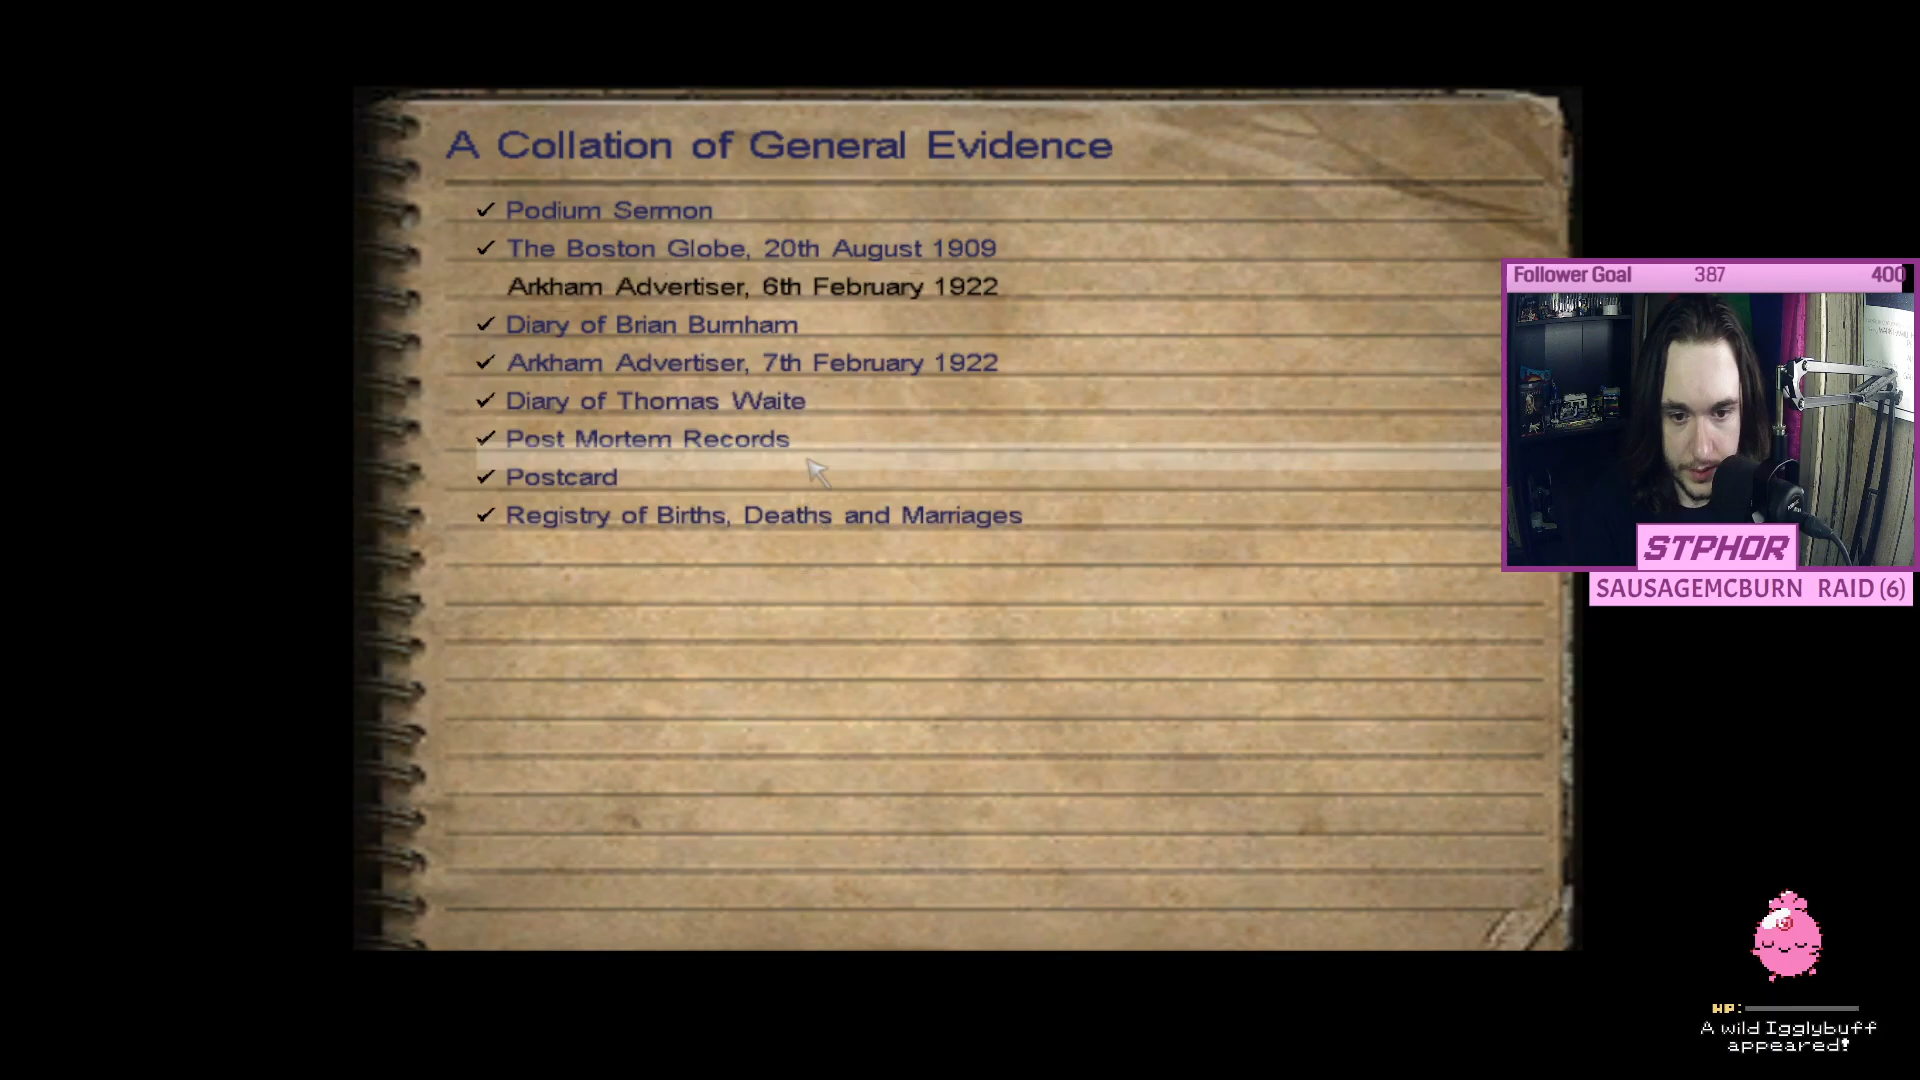 A Collation of General Evidence
Podium Sermon
The Boston Globe, 20th August 1909
Arkham Advertiser, 6th February 1922
Diary of Brian Burnham
Arkham Advertiser, 7th February 1922
Diary of Thomas Waite
Post Mortem Records
Postcard
Registry of Births, Deaths and Marriages
Follower Goal 387 400
STPHOR
SAUSAGEMCBURN RAID (6)
HP:
A wild Igglybuff
appeared!